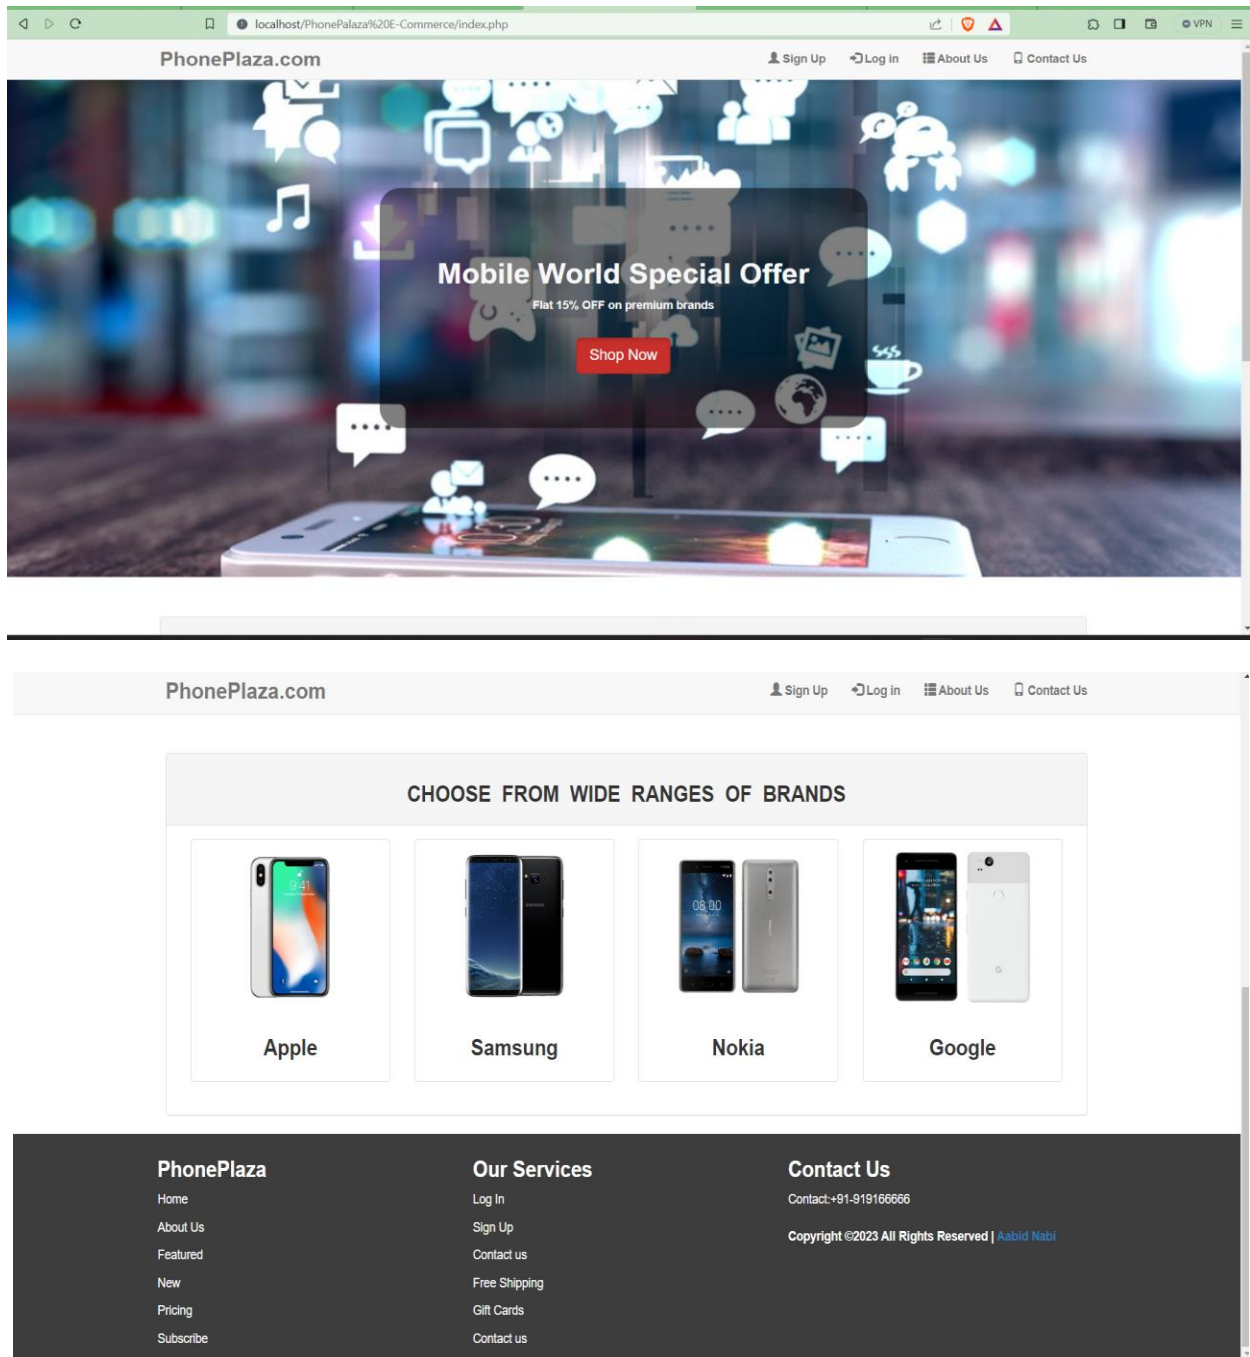 localhost/PhonePalaza%20E-Commerce/index.php
VPN
PhonePlaza.com
Sign Up
Log in
About Us
Contact Us
Mobile World Special Offer
Flat 15% OFF on premium brands
Shop Now
PhonePlaza.com
Sign Up
Log in
About Us
Contact Us
CHOOSE FROM WIDE RANGES OF BRANDS
9:41
08:00
Apple
Samsung
Nokia
Google
PhonePlaza
Home
About Us
Featured
New
Pricing
Subscribe
Our Services
Log In
Sign Up
Contact us
Free Shipping
Gift Cards
Contact us
Contact Us
Contact:+91-919166666
Copyright ©2023 All Rights Reserved | Aabid Nabi